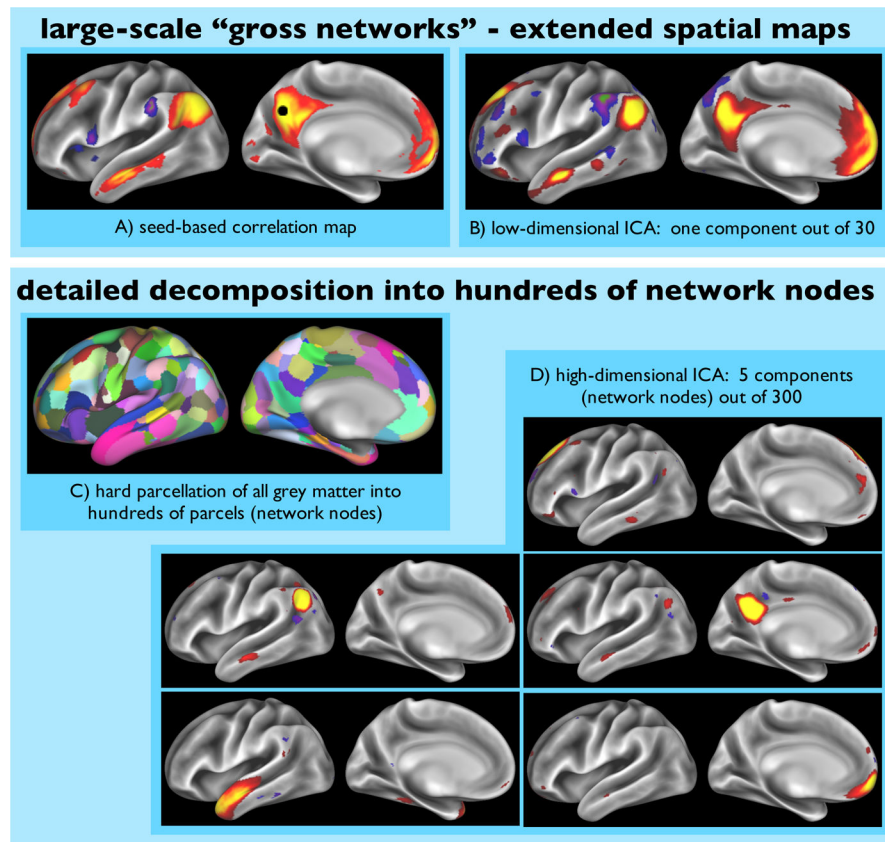 large-scale “gross networks” - extended spatial maps
A) seed-based correlation map
B) low-dimensional ICA:  one component out of 30
detailed decomposition into hundreds of network nodes
C) hard parcellation of all grey matter into
hundreds of parcels (network nodes)
D) high-dimensional ICA:  5 components
(network nodes) out of 300